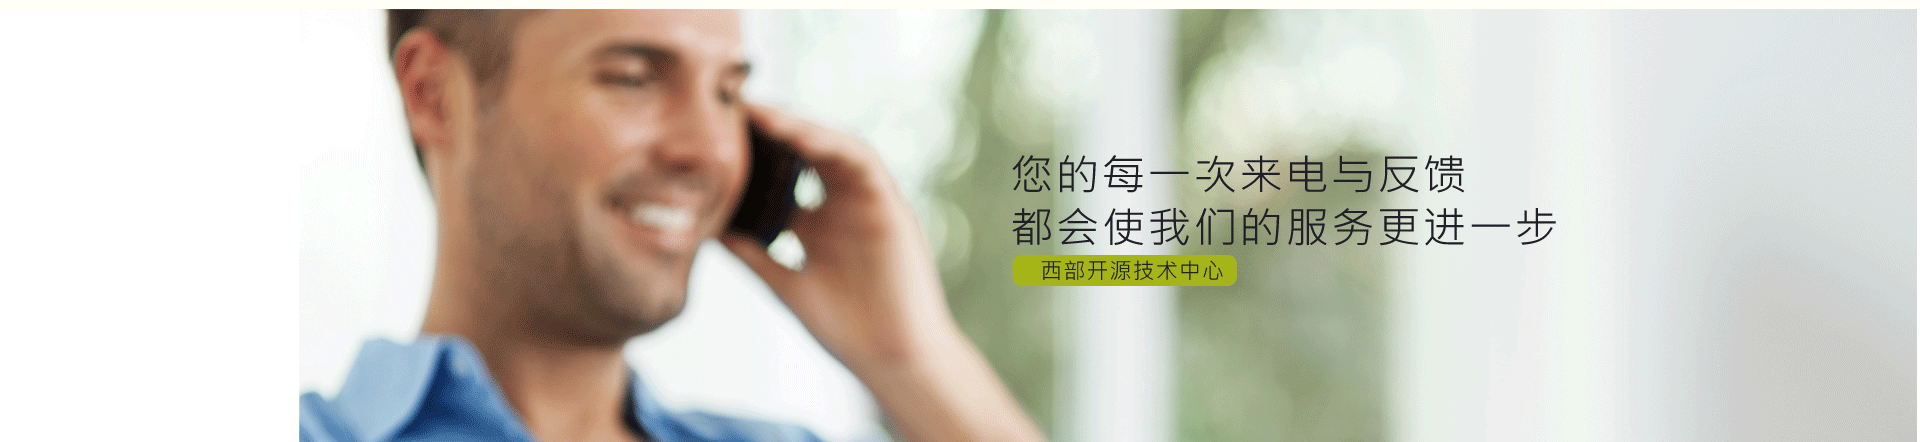 您的每一次来电与反馈
都会使我们的服务更进一步
西部开源技术中心